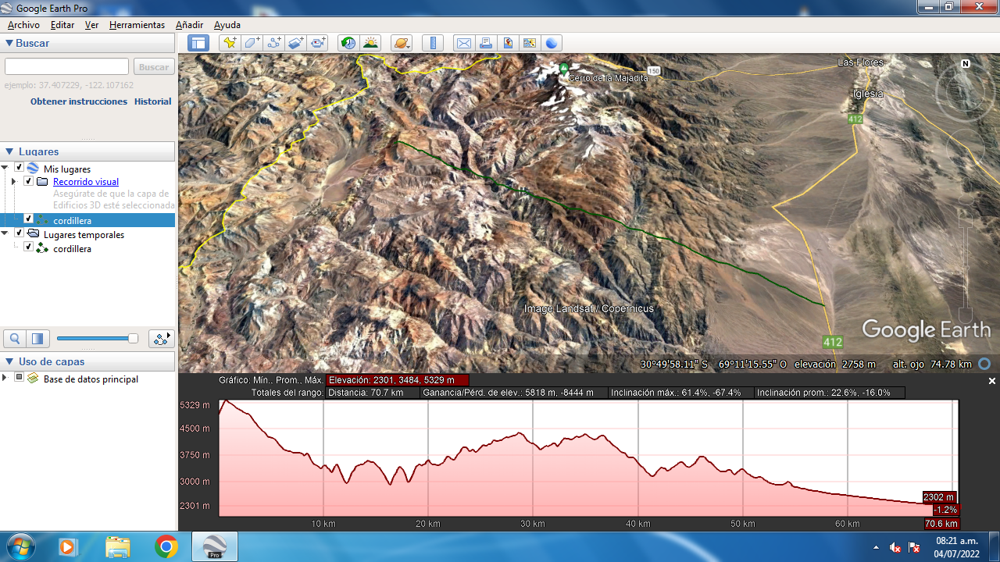 Google Earth Pro
Archivo Editar Ver Herramientas Añadir Ayuda
Buscar
Buscar
ejemplo: 37.407229, -122.107162
Obtener instrucciones Historial
Lugares
Mis lugares
Recorrido visual
Asegúrate de que la capa de
Edificios 3D esté seleccionada
cordillera
Lugares temporales
cordillera
Uso de capas
Base de datos principal
Las Flores
N
150
Cerro de la Majadita
Iglesia
412
Image Landsat / Copernicus
Google Earth
412
30°49'58.11" S 69°11'15.55" O elevación 2758 m alt. ojo 74.78 km
Gráfico: Mín., Prom., Máx. Elevación: 2301, 3484, 5329 m
Totales del rango: Distancia: 70.7 km Ganancia/Pérd. de elev.: 5818 m, -8444 m Inclinación máx.: 61.4%, -67.4% Inclinación prom.: 22.6%, -16.0%
5329 m
4500 m
3750 m
3000 m
2301 m
2302 m
-1.2%
10 km 20 km 30 km 40 km 50 km 60 km 70.6 km
Pro
08:21 a.m.
04/07/2022